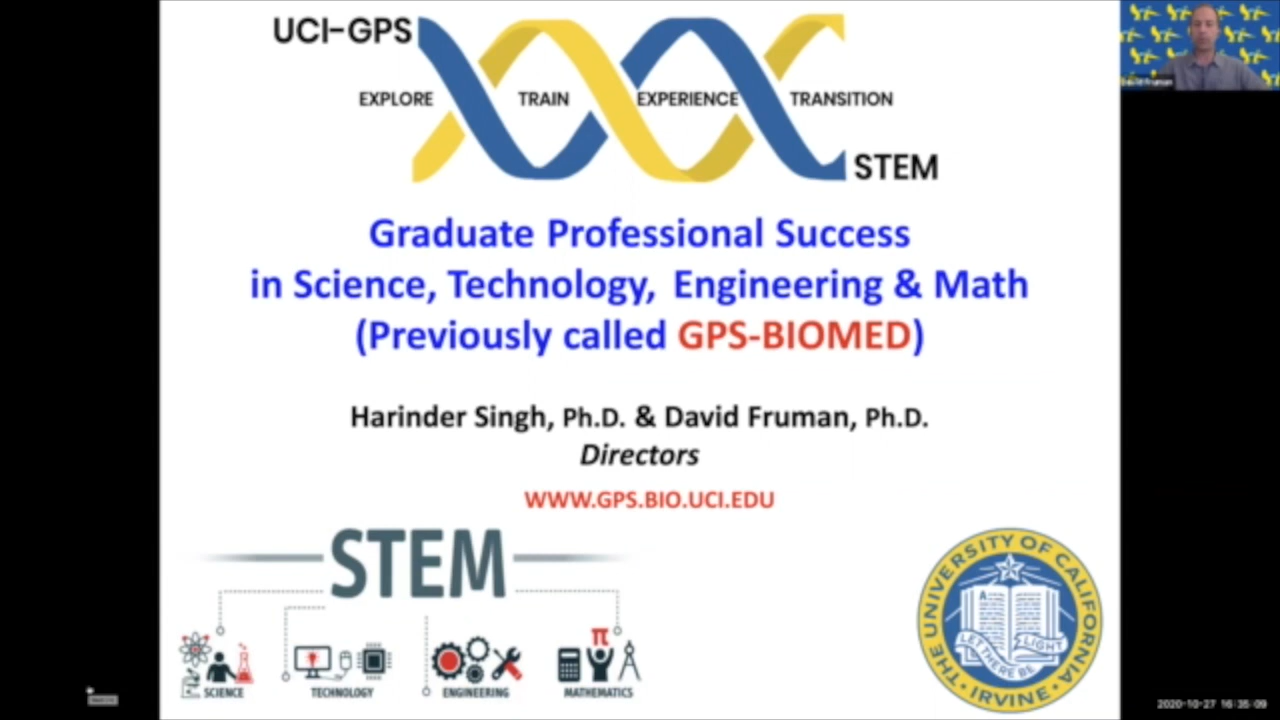 UCI-GPS
EXPLORE TRAIN EXPERIENCE TRANSITION
STEM
Graduate Professional Success
in Science, Technology, Engineering & Math
(Previously called GPS-BIOMED)
Harinder Singh, Ph.D. & David Fruman, Ph.D.
Directors
WWW.GPS.BIO.UCI.EDU
STEM
π
SCIENCE TECHNOLOGY ENGINEERING MATHEMATICS
THE UNIVERSITY OF CALIFORNIA
LET THERE BE LIGHT
· IRVINE ·
David Fruman
2020-10-27 16:35:09